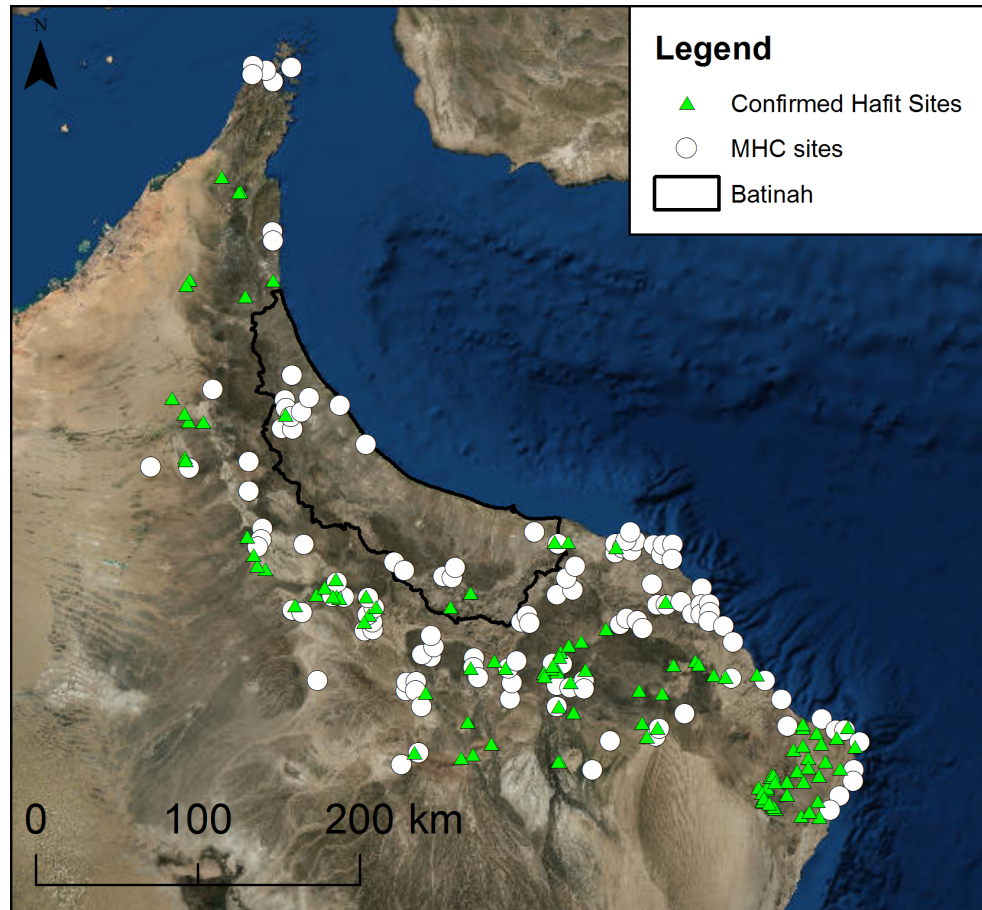 N
Legend
Confirmed Hafit Sites
MHC sites
Batinah
0 100 200 km